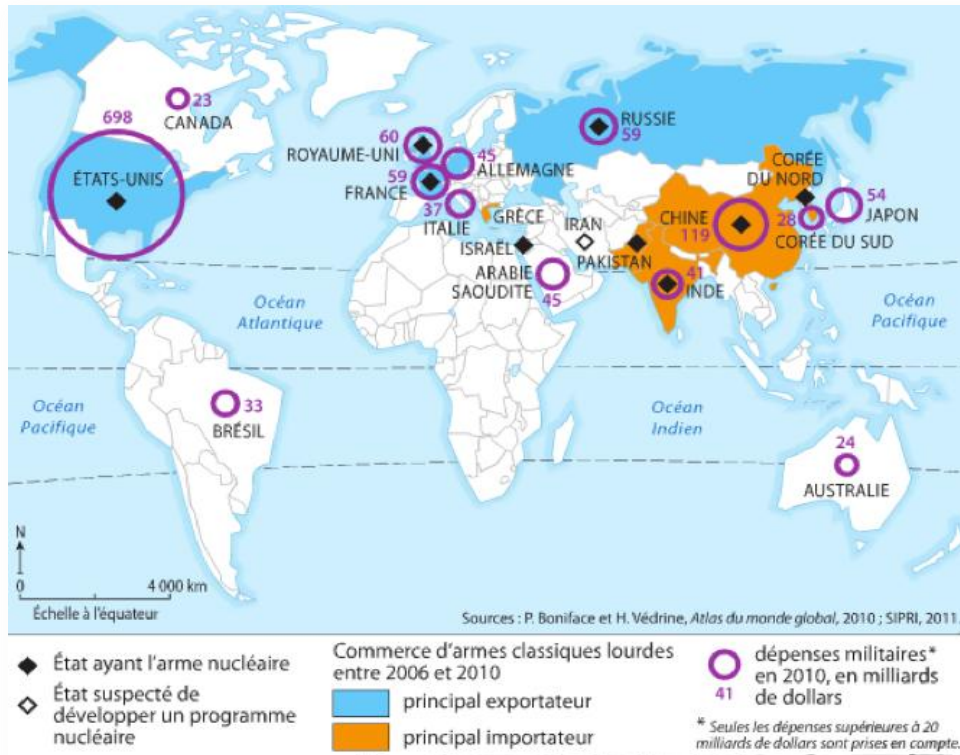 698
23
CANADA
ÉTATS-UNIS
60
ROYAUME-UNI
59
FRANCE
45
ALLEMAGNE
37
ITALIE
GRÈCE
RUSSIE
59
CORÉE
DU NORD
54
JAPON
CHINE
119
28
CORÉE DU SUD
IRAN
ISRAËL
PAKISTAN
ARABIE
SAOUDITE
45
41
INDE
Océan
Atlantique
Océan
Pacifique
Océan
Pacifique
33
BRÉSIL
Océan
Indien
24
AUSTRALIE
N
0
4 000 km
Échelle à l'équateur
Sources : P. Boniface et H. Védrine, Atlas du monde global, 2010 ; SIPRI, 2011.
État ayant l'arme nucléaire
État suspecté de
développer un programme
nucléaire
Commerce d'armes classiques lourdes
entre 2006 et 2010
principal exportateur
principal importateur
41
dépenses militaires*
en 2010, en milliards
de dollars
* Seules les dépenses supérieures à 20
milliards de dollars sont prises en compte.